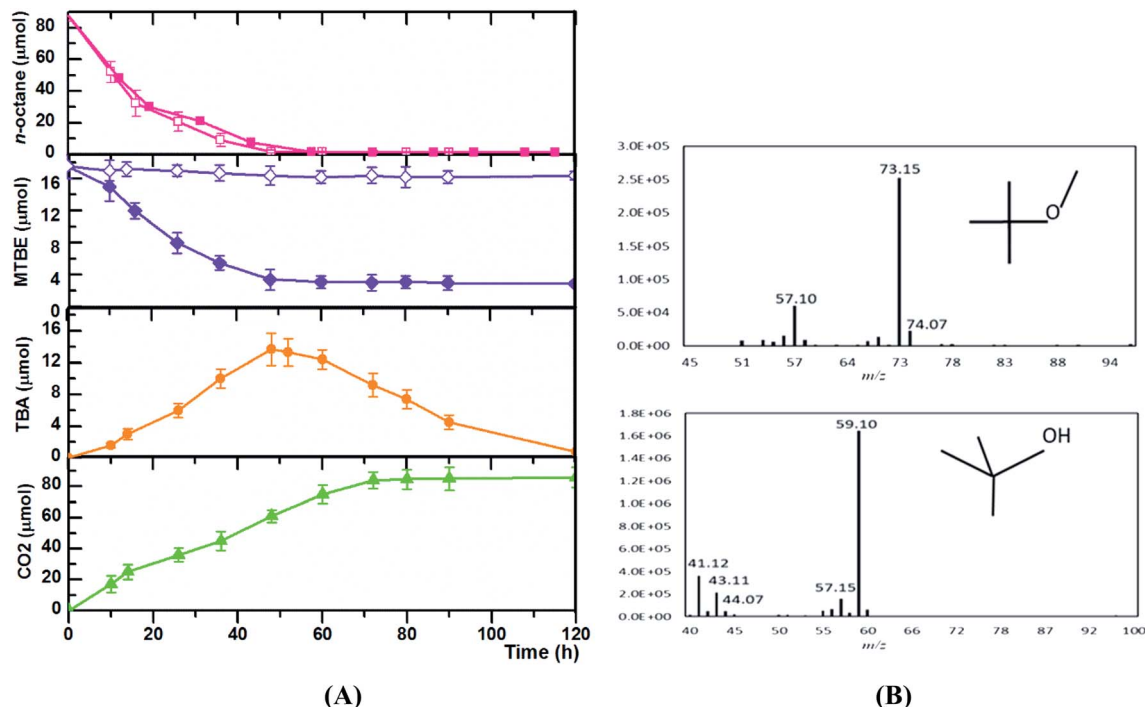 n-octane (μmol)
80
60
40
20
0
MTBE (μmol)
16
12
8
4
0
TBA (μmol)
16
12
8
4
0
CO2 (μmol)
80
60
40
20
0
0 20 40 60 80 100 120
Time (h)
(A)
3.0E+05
2.5E+05
2.0E+05
1.5E+05
1.0E+05
5.0E+04
0.0E+00
73.15
57.10
74.07
O
45 51 57 64 73 78 83 88 94
m/z
1.8E+06
1.6E+06
1.4E+06
1.2E+06
1.0E+06
8.0E+05
6.0E+05
4.0E+05
2.0E+05
0.0E+00
59.10
OH
41.12
43.11
44.07
57.15
40 45 55 60 66 72 78 87 100
m/z
(B)